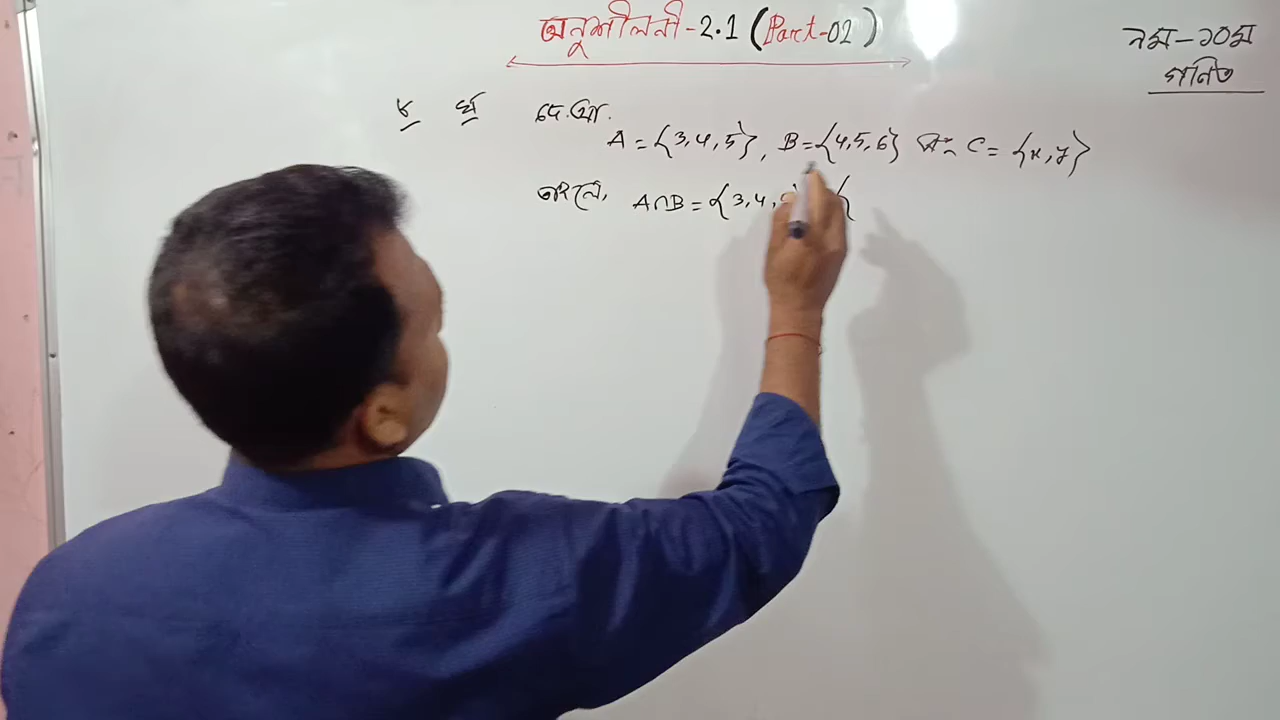 অনুশীলনী-2.1 (Part-02)
নবম-১০ম
গণিত
৮ ঘ দে.আ.
A = {3,4,5}, B={4,5,6} এবং C = {x,y}
তাহলে, A∩B = {3,4, {